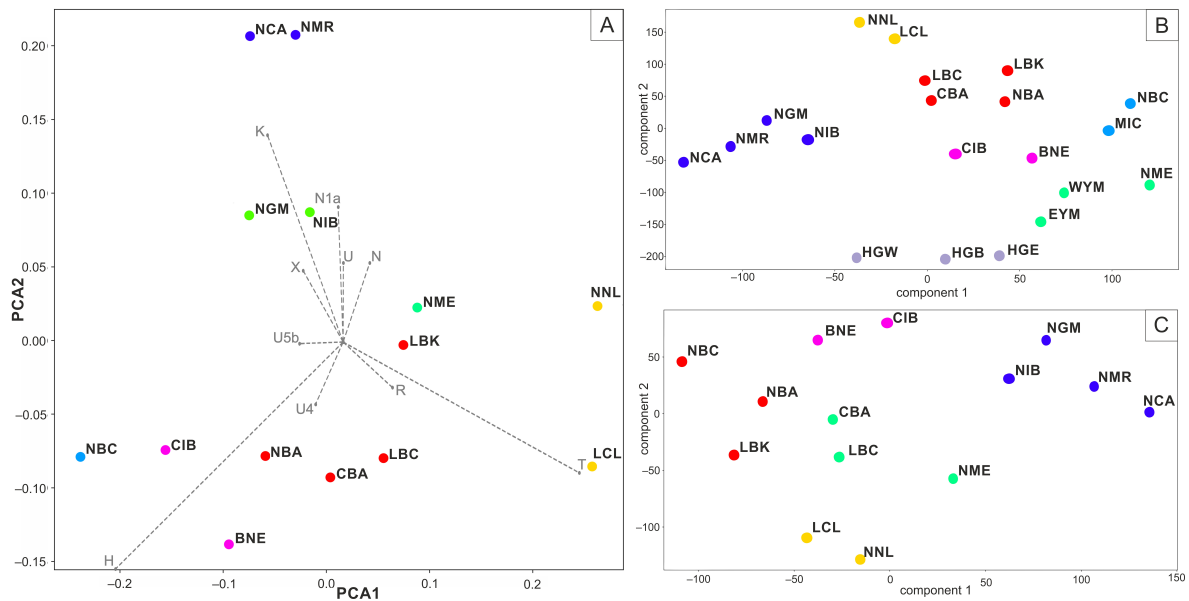 A
NCA
NMR
0.20
0.15
K
0.10
NGM
N1a
NIB
0.05
X
U
N
NME
NNL
PCA2
0.00
U5b
LBK
R
−0.05
U4
NBC
CIB
NBA
CBA
LBC
LCL
T
−0.10
BNE
H
−0.15
−0.2
−0.1
0.0
0.1
0.2
PCA1
B
NNL
150
LCL
100
LBC
LBK
component 2
50
CBA
NBA
NBC
NGM
MIC
0
NMR
NIB
CIB
BNE
−50
NCA
NME
WYM
−100
EYM
−150
HGW
HGB
HGE
−200
−100
0
50
100
component 1
C
CIB
BNE
NGM
NBC
50
NIB
NMR
NBA
CBA
NCA
component 2
0
LBK
LBC
−50
NME
LCL
NNL
−100
−100
−50
0
50
100
150
component 1